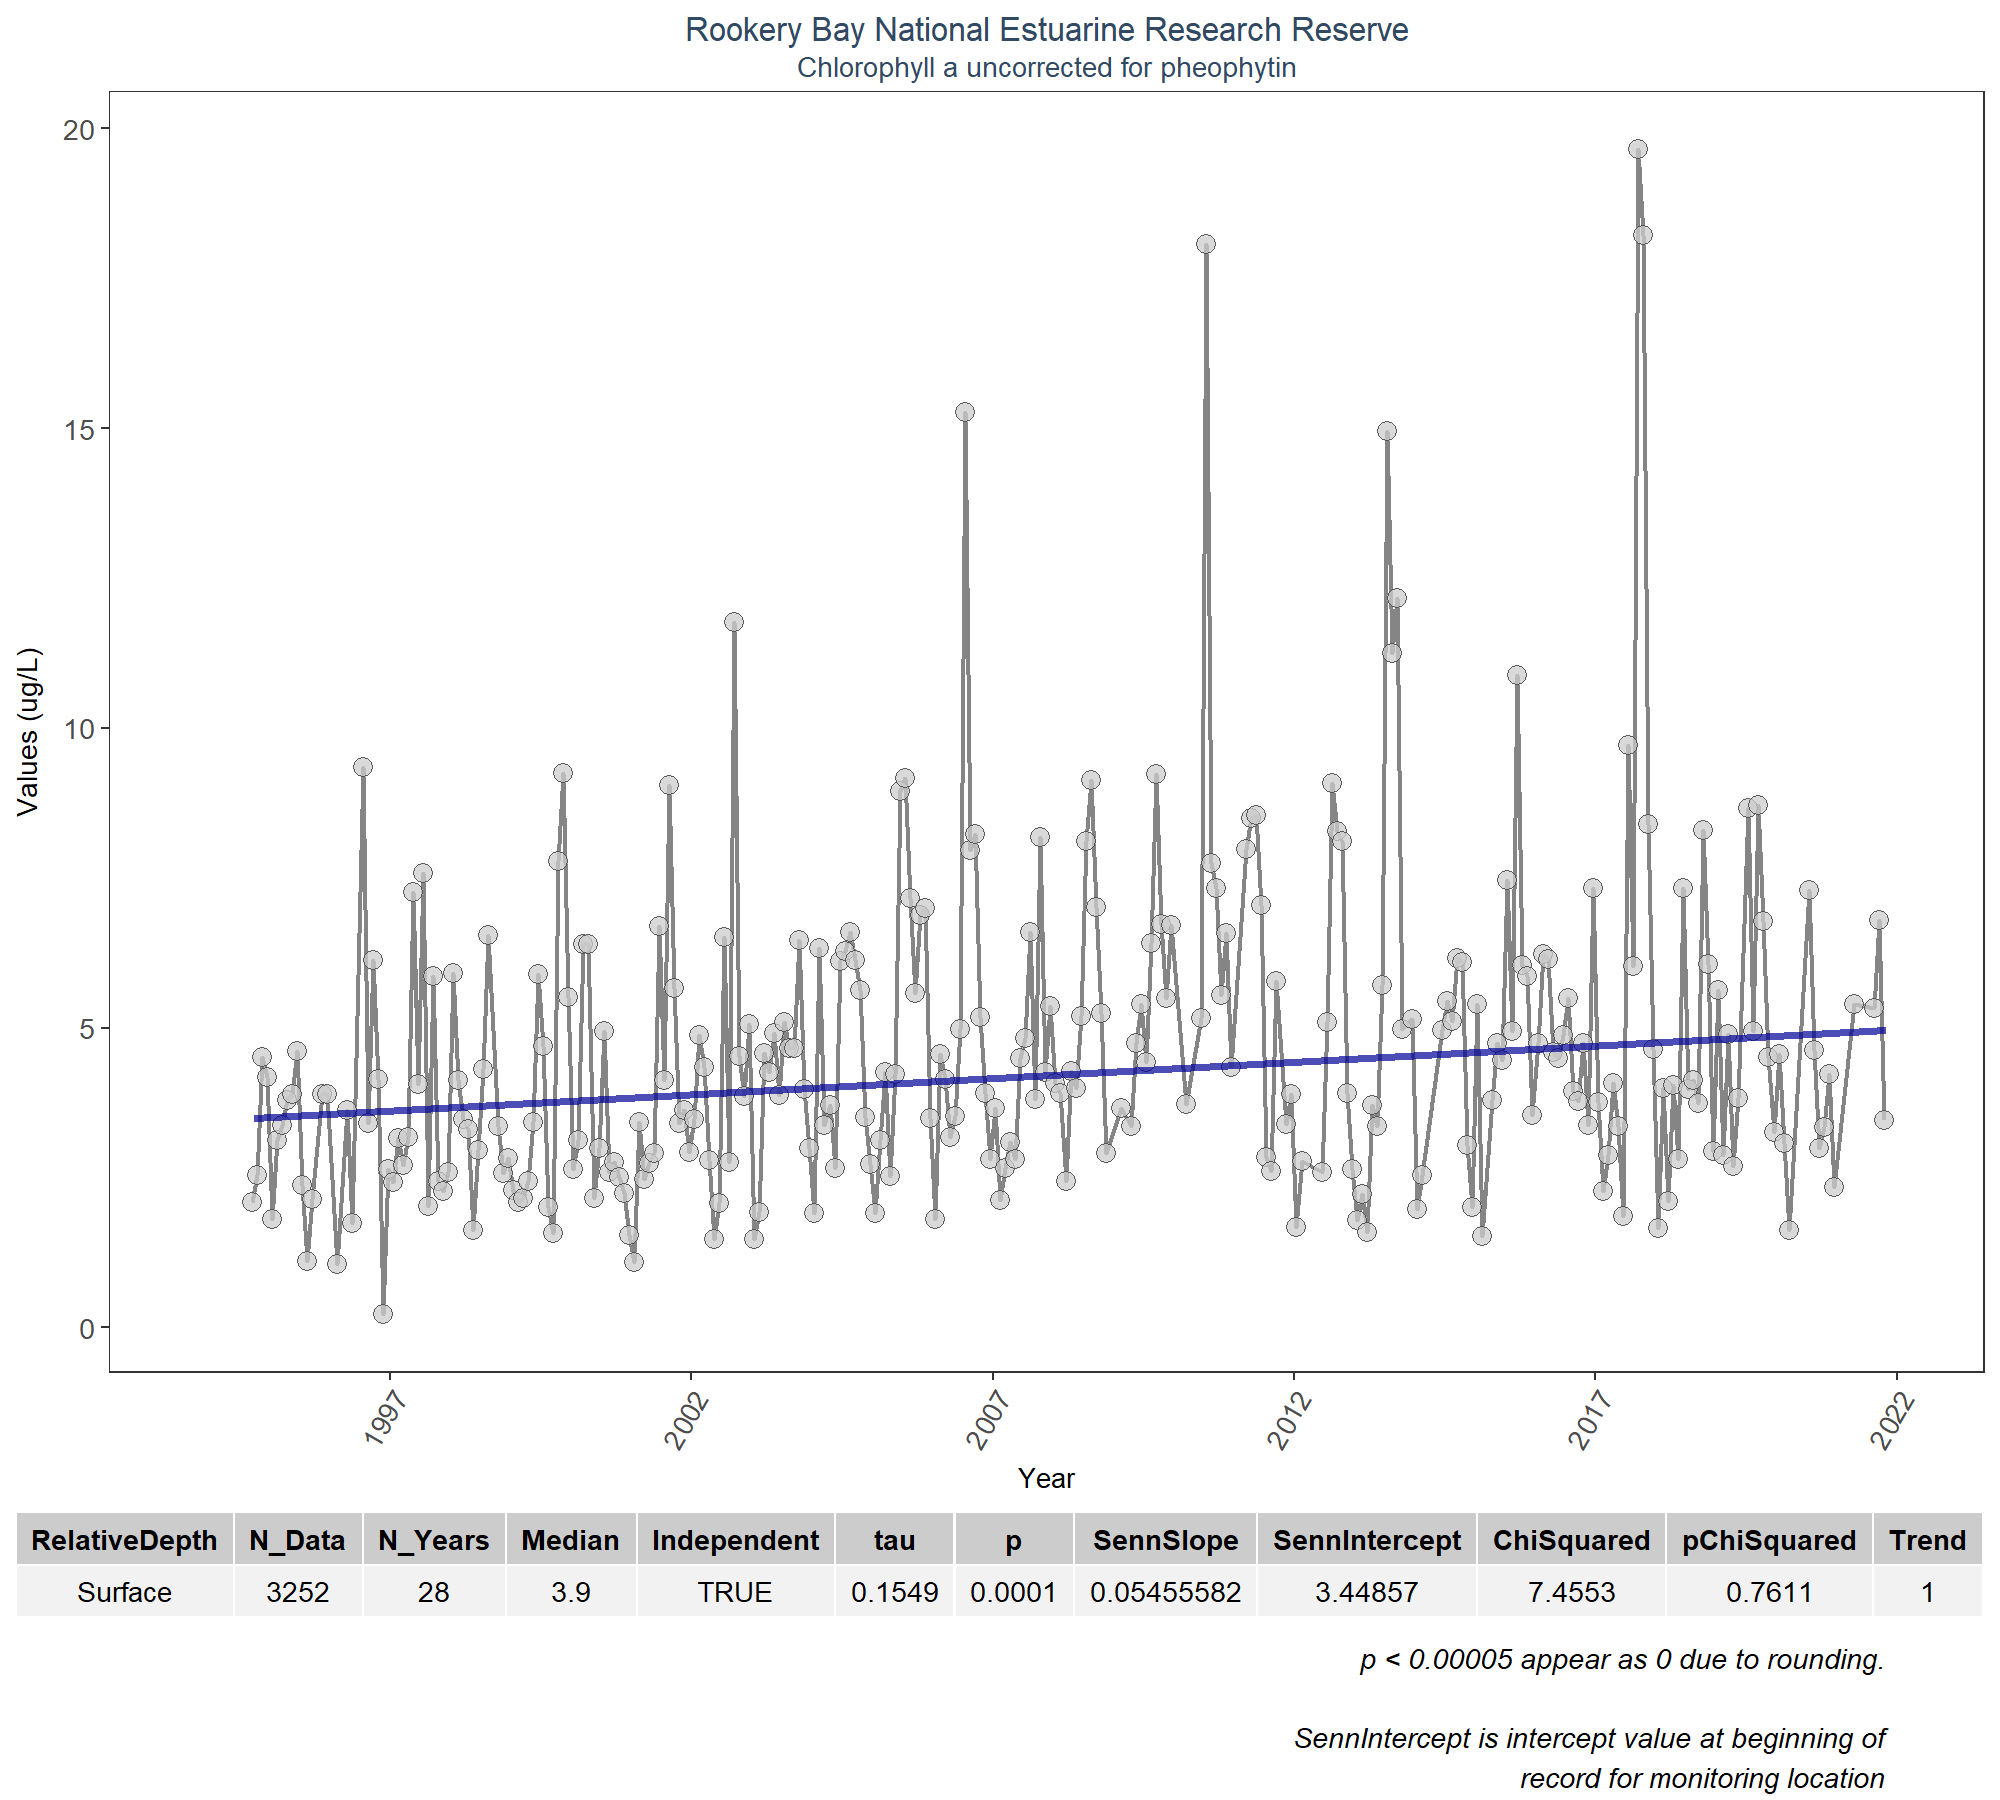 Rookery Bay National Estuarine Research Reserve
Chlorophyll a uncorrected for pheophytin
20
15
10
5
0
Values (ug/L)
1997
2002
2007
2012
2017
2022
Year
RelativeDepth N_Data N_Years Median Independent tau p SennSlope SennIntercept ChiSquared pChiSquared Trend
Surface 3252 28 3.9 TRUE 0.1549 0.0001 0.05455582 3.44857 7.4553 0.7611 1
p < 0.00005 appear as 0 due to rounding.
SennIntercept is intercept value at beginning of
record for monitoring location